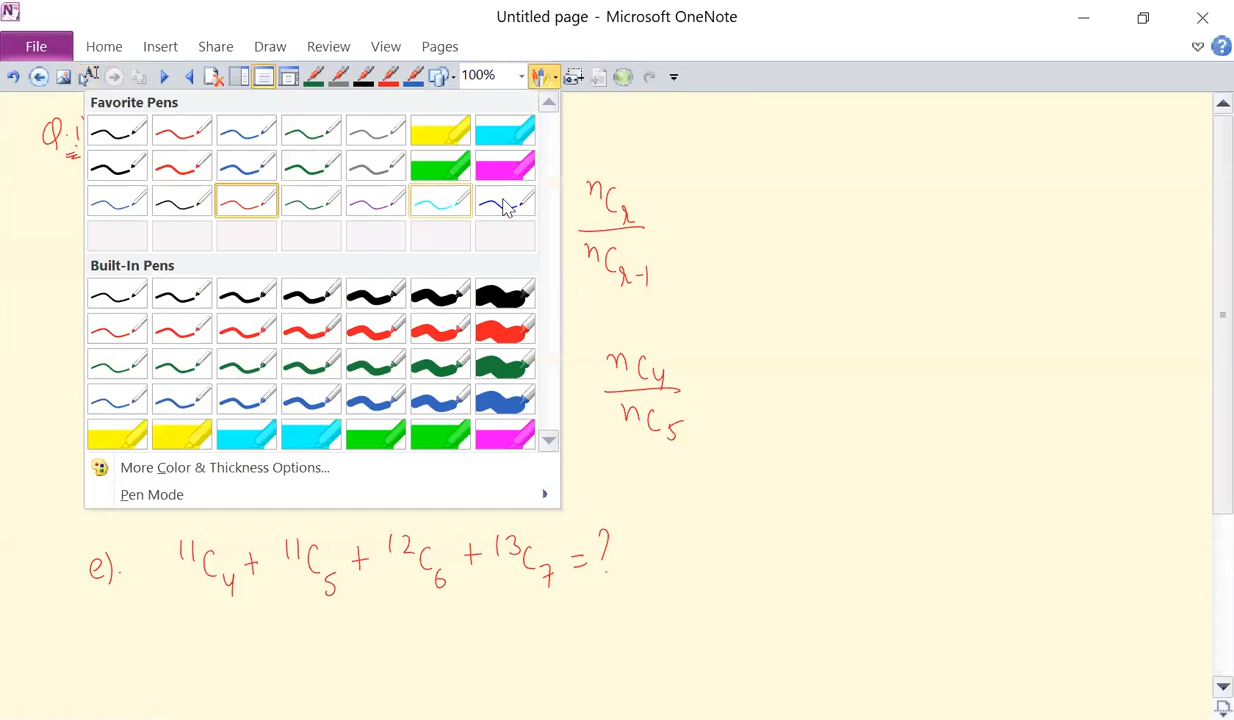 Untitled page - Microsoft OneNote
File Home Insert Share Draw Review View Pages
100%
Favorite Pens
Q.1
ⁿCᵣ
ⁿCᵣ₋₁
Built-In Pens
ⁿC₄
ⁿC₅
More Color & Thickness Options...
Pen Mode
e). ¹¹C₄ + ¹¹C₅ + ¹²C₆ + ¹³C₇ = ?